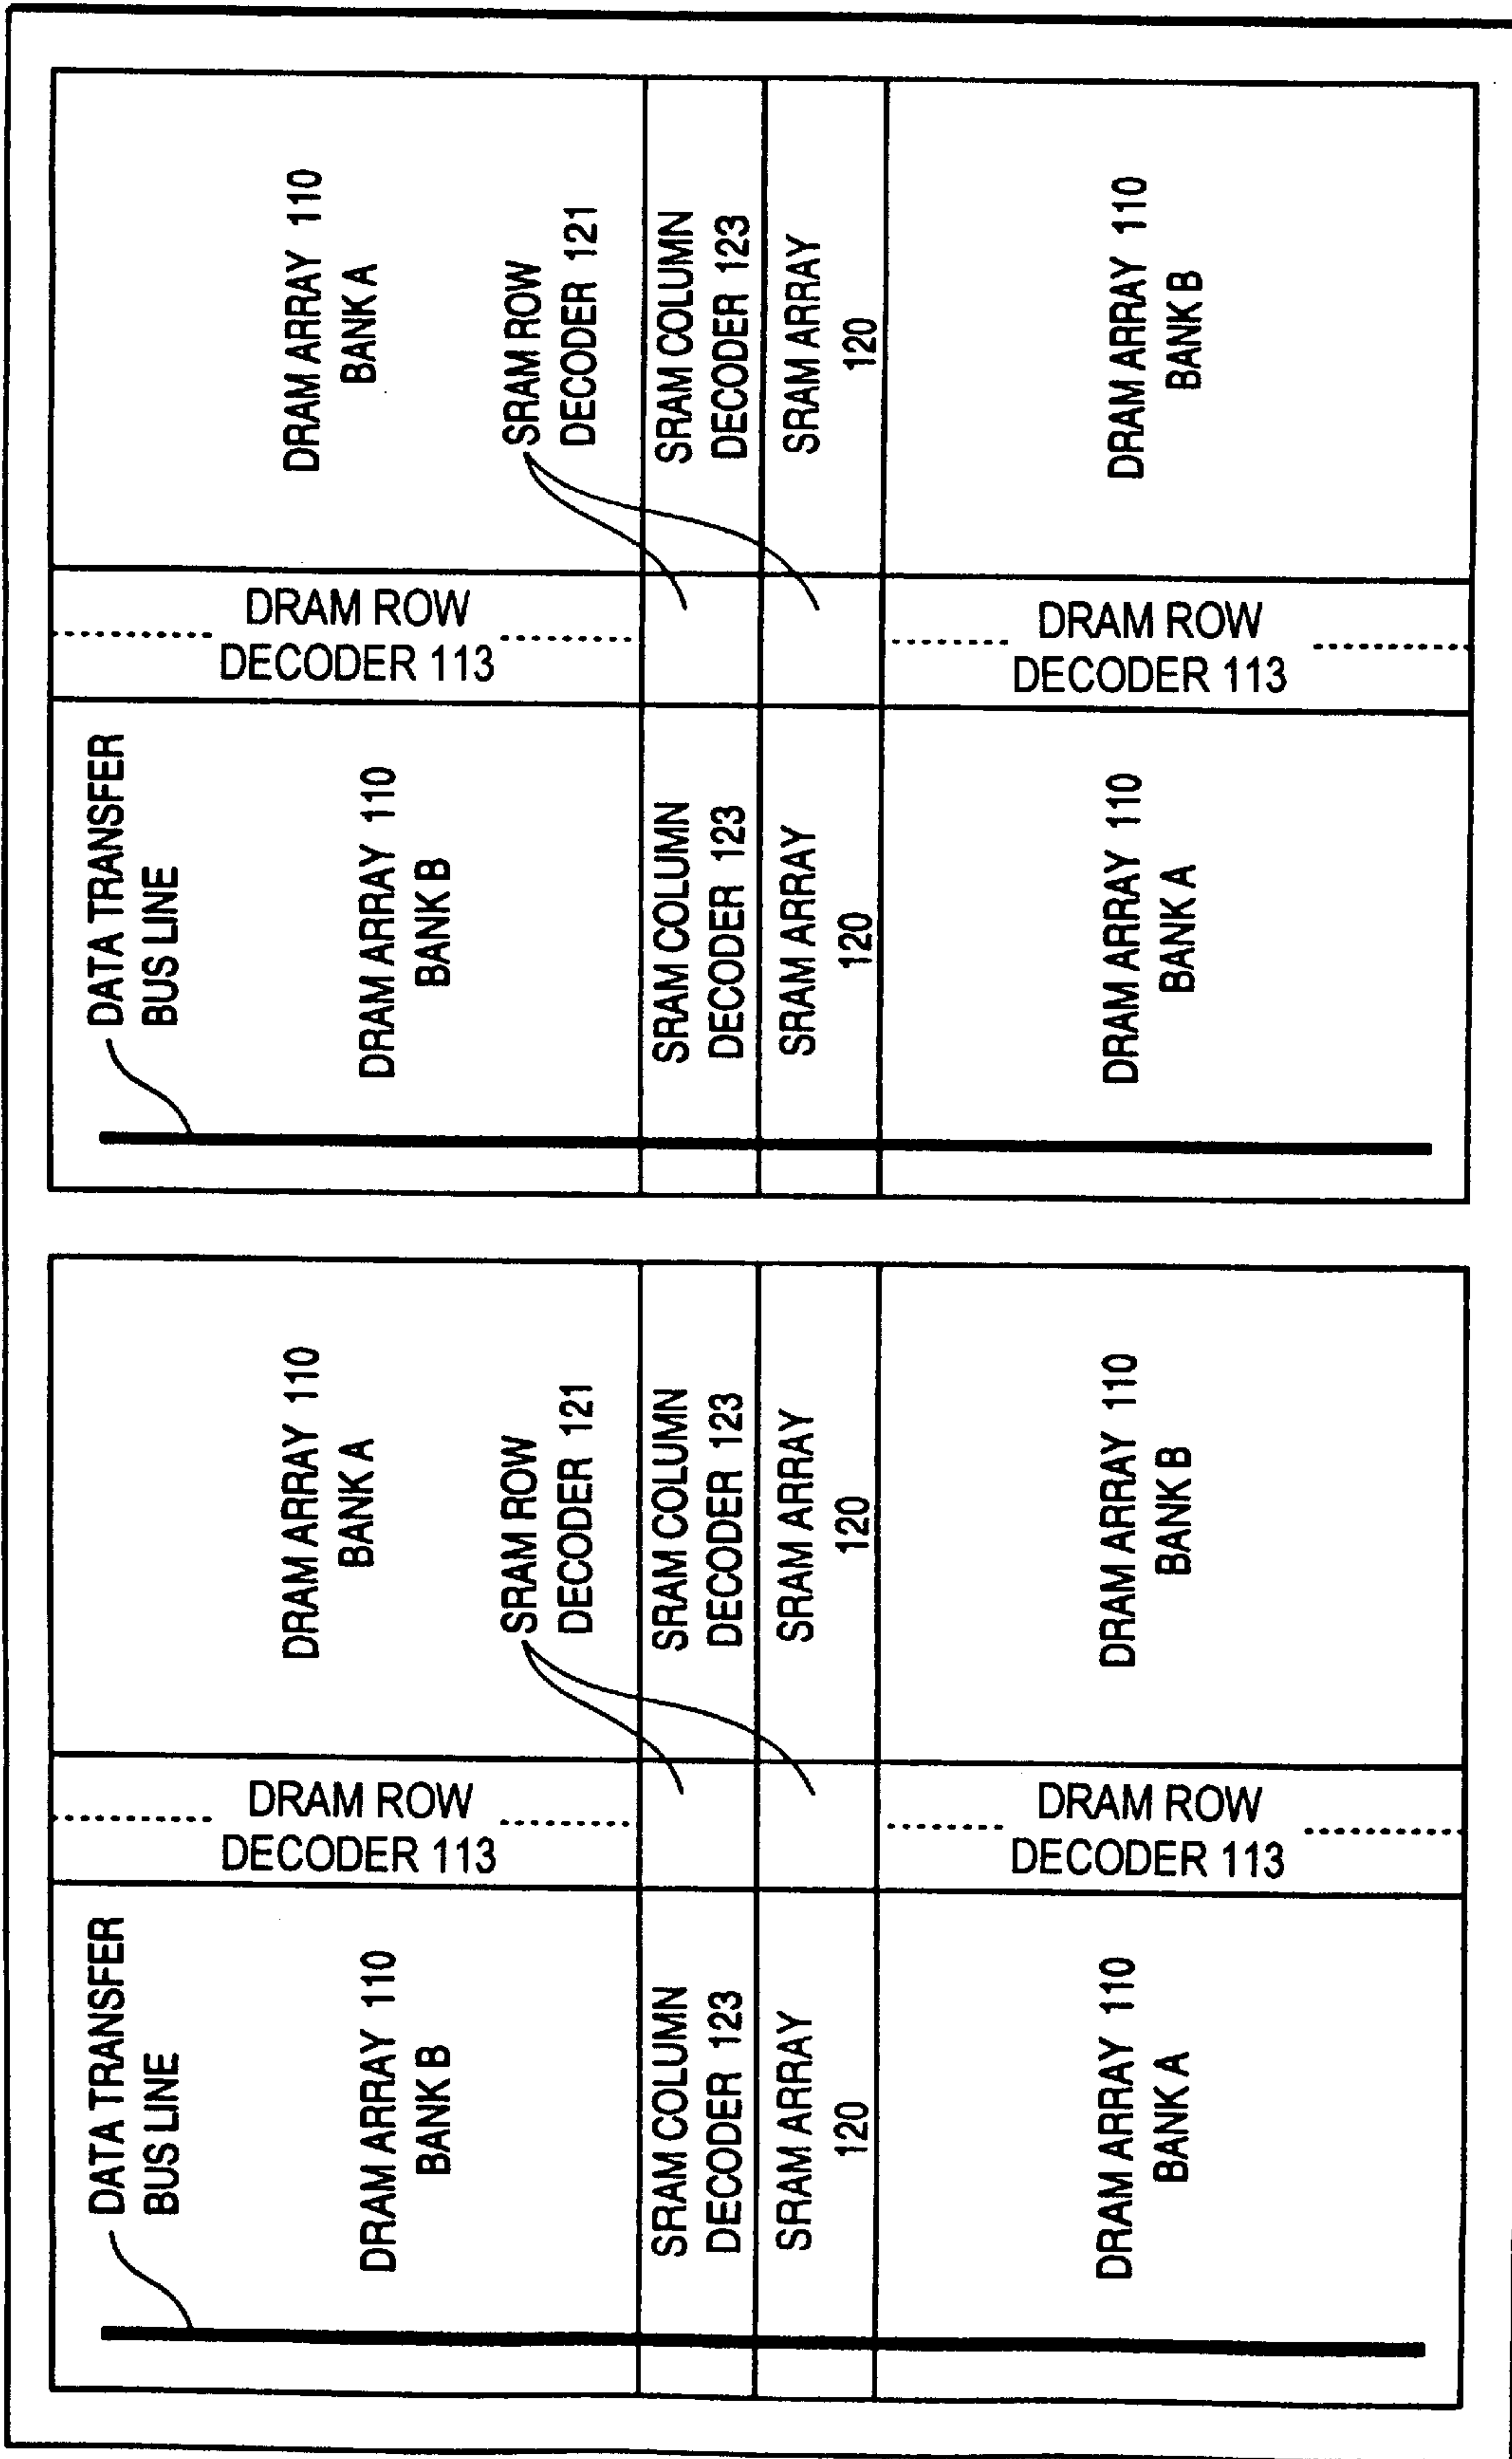 DRAM ARRAY 110
BANK A
SRAM ROW
DECODER 121
SRAM COLUMN
DECODER 123
SRAM ARRAY
120
DRAM ARRAY 110
BANK B
DRAM ROW
DECODER 113
DRAM ROW
DECODER 113
DATA TRANSFER
BUS LINE
DRAM ARRAY 110
BANK B
SRAM COLUMN
DECODER 123
SRAM ARRAY
120
DRAM ARRAY 110
BANK A
DRAM ARRAY 110
BANK A
SRAM ROW
DECODER 121
SRAM COLUMN
DECODER 123
SRAM ARRAY
120
DRAM ARRAY 110
BANK B
DRAM ROW
DECODER 113
DRAM ROW
DECODER 113
DATA TRANSFER
BUS LINE
DRAM ARRAY 110
BANK B
SRAM COLUMN
DECODER 123
SRAM ARRAY
120
DRAM ARRAY 110
BANK A